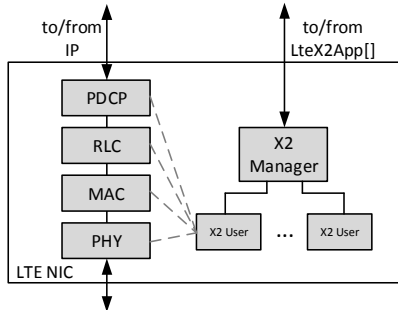 to/from
IP
to/from
LteX2App[]
PDCP
RLC
MAC
PHY
X2
Manager
X2 User
...
X2 User
LTE NIC